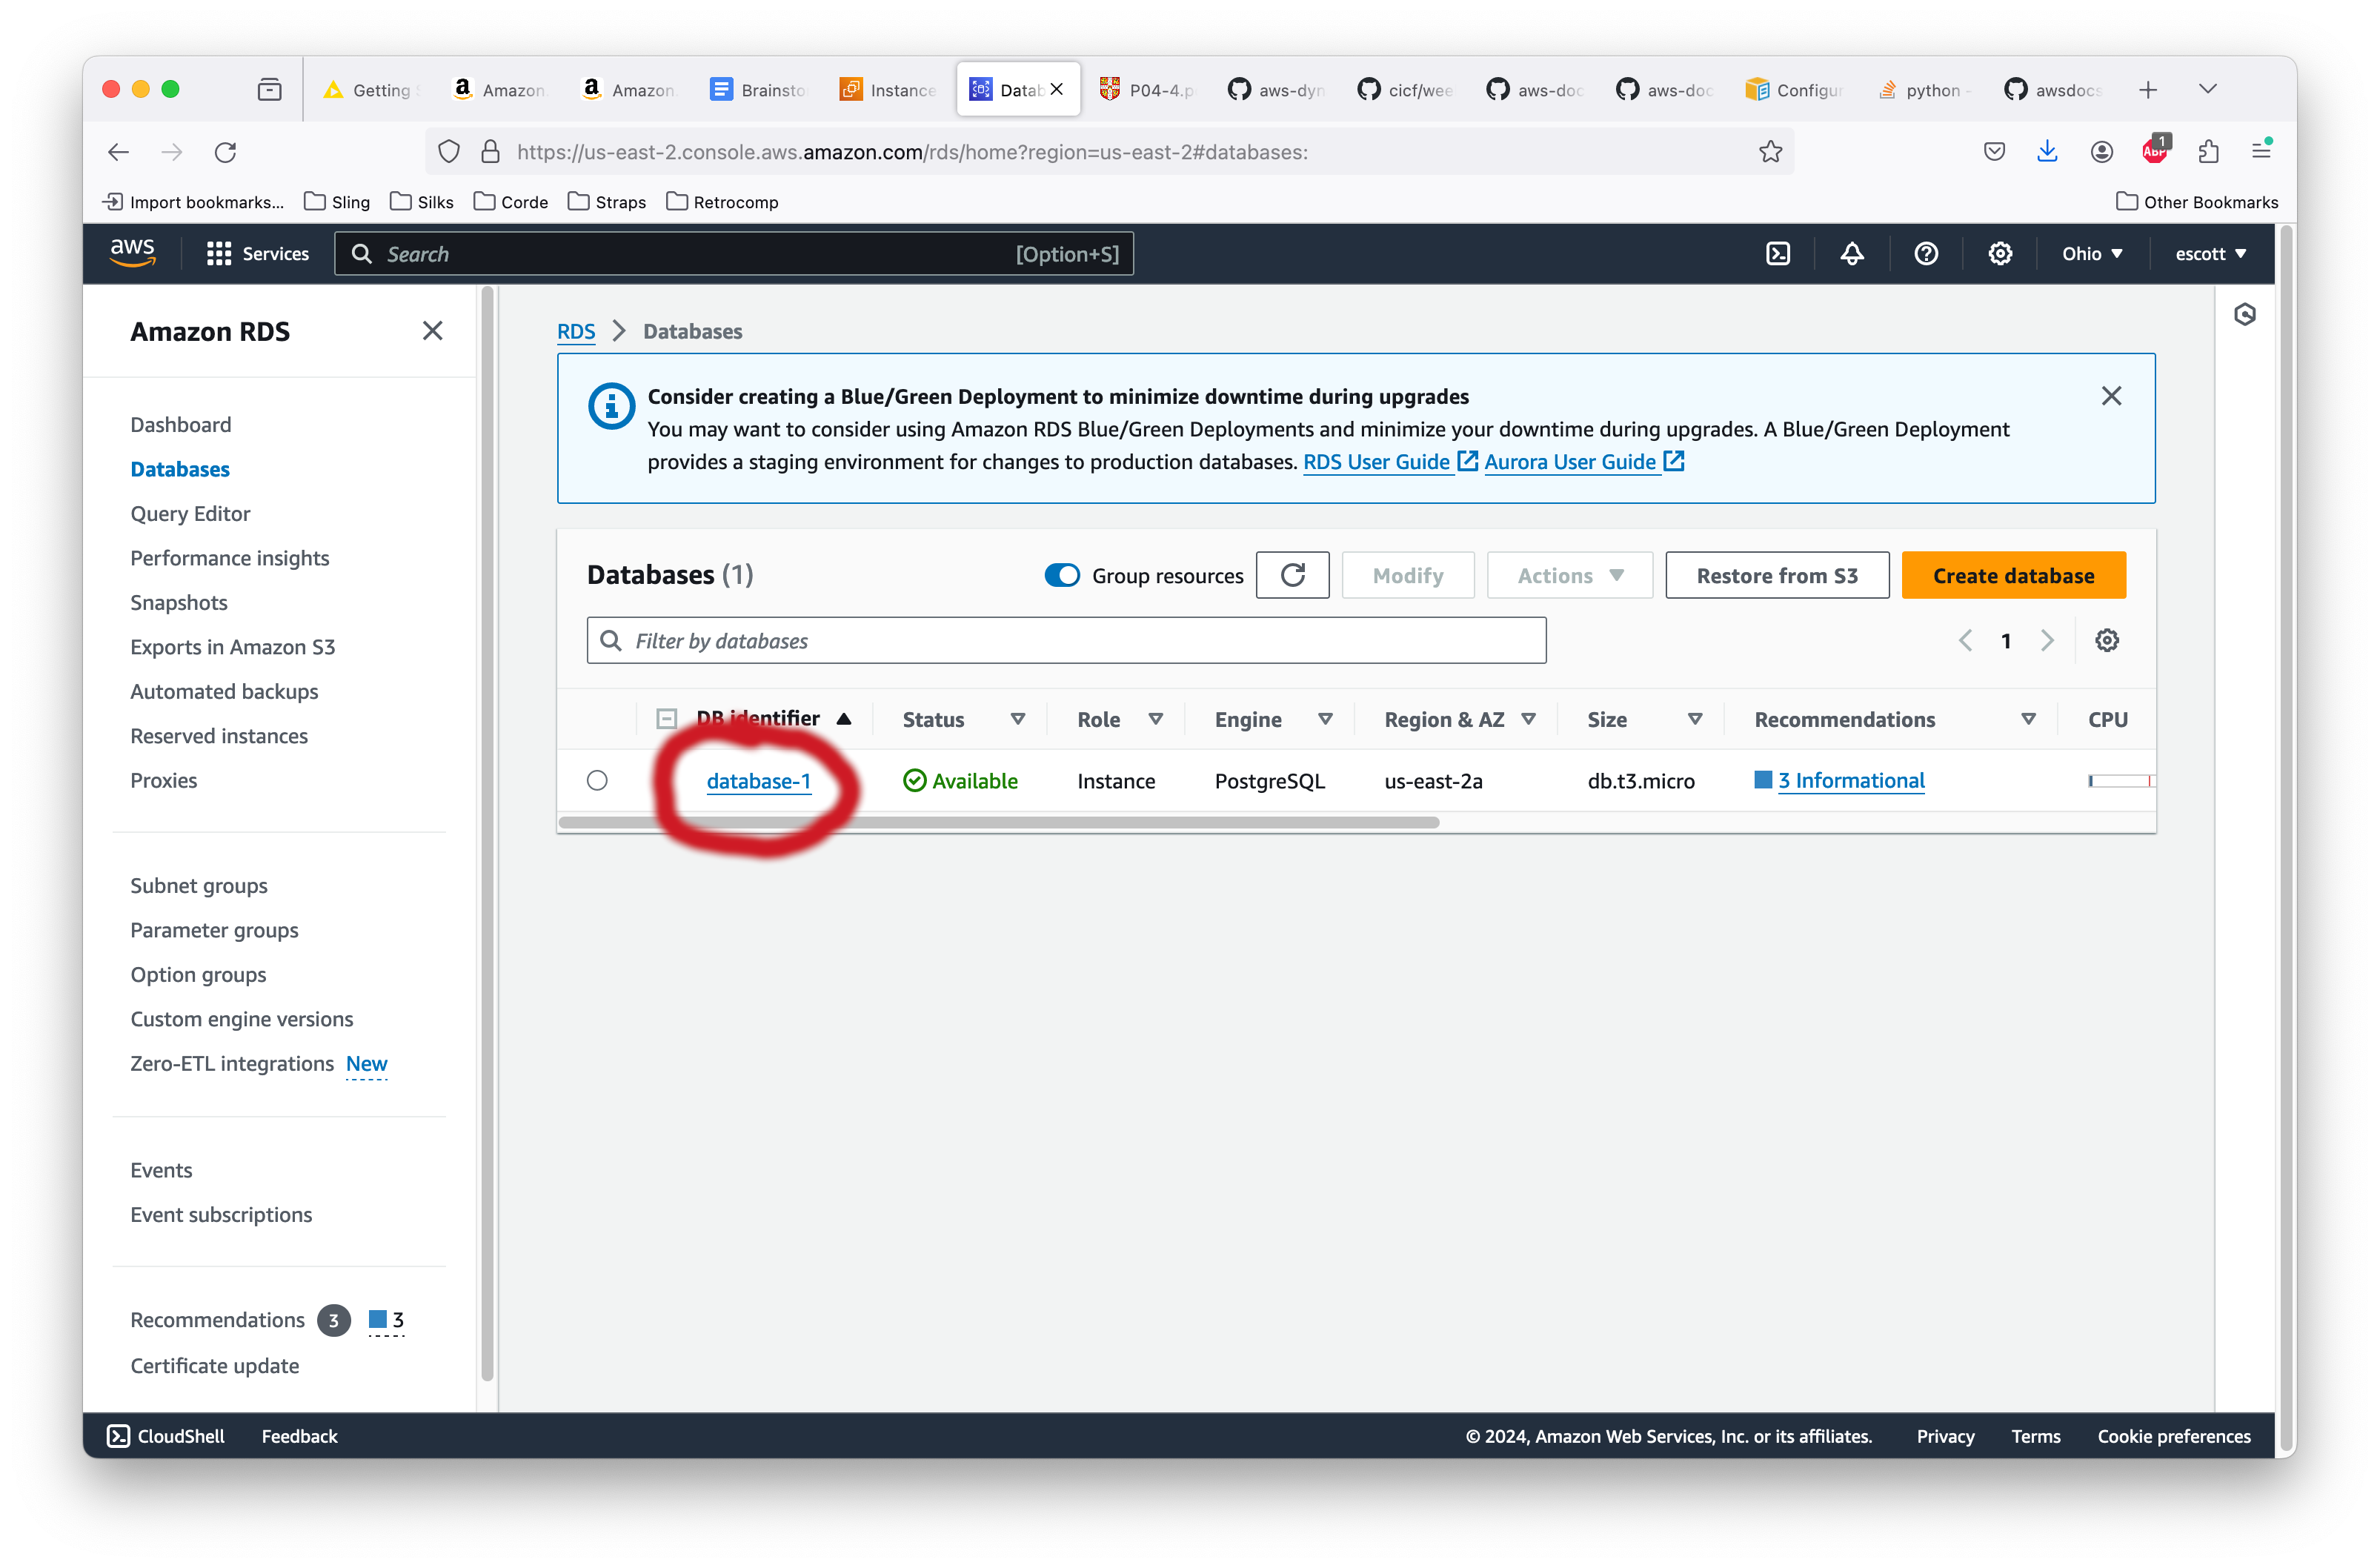 Getting
Amazon
Amazon
Brainsto
Instance
Datab
P04-4.p
aws-dyn
cicf/wee
aws-doc
aws-doc
Configur
python -
awsdocs
https://us-east-2.console.aws.amazon.com/rds/home?region=us-east-2#databases:
ABP
1
Import bookmarks...
Sling
Silks
Corde
Straps
Retrocomp
Other Bookmarks
aws
Services
Search
[Option+S]
Ohio
escott
Amazon RDS
Dashboard
Databases
Query Editor
Performance insights
Snapshots
Exports in Amazon S3
Automated backups
Reserved instances
Proxies
Subnet groups
Parameter groups
Option groups
Custom engine versions
Zero-ETL integrations New
Events
Event subscriptions
Recommendations 3 3
Certificate update
RDS > Databases
Consider creating a Blue/Green Deployment to minimize downtime during upgrades
You may want to consider using Amazon RDS Blue/Green Deployments and minimize your downtime during upgrades. A Blue/Green Deployment
provides a staging environment for changes to production databases. RDS User Guide Aurora User Guide
Databases (1)
Group resources
Modify
Actions
Restore from S3
Create database
Filter by databases
1
DB identifier
Status
Role
Engine
Region & AZ
Size
Recommendations
CPU
database-1
Available
Instance
PostgreSQL
us-east-2a
db.t3.micro
3 Informational
CloudShell
Feedback
© 2024, Amazon Web Services, Inc. or its affiliates.
Privacy
Terms
Cookie preferences